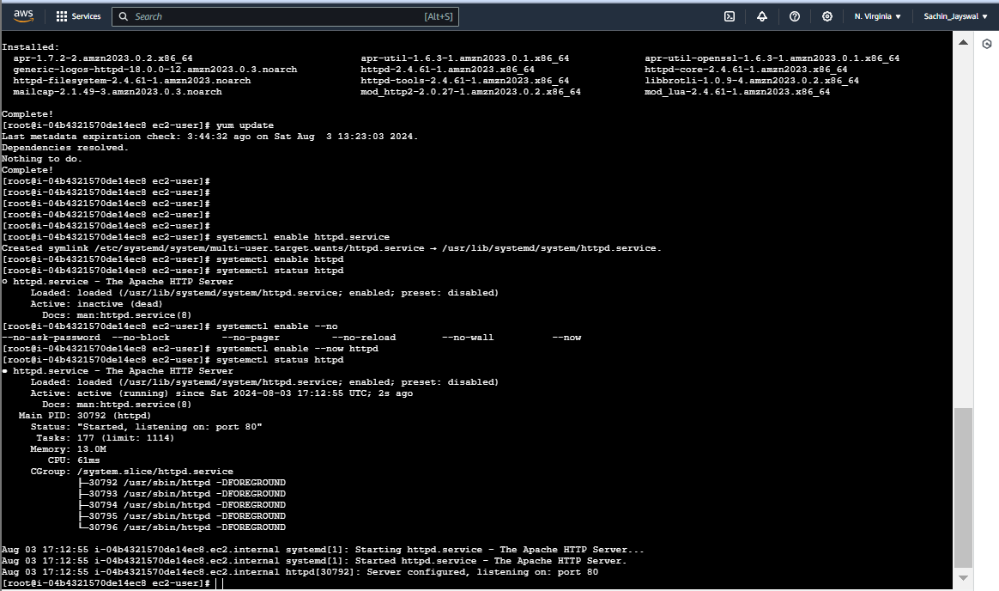 aws Services Search [Alt+S] N. Virginia ▼ Sachin_Jayswal ▼
Installed:
apr-1.7.2-2.amzn2023.0.2.x86_64 apr-util-1.6.3-1.amzn2023.0.1.x86_64 apr-util-openssl-1.6.3-1.amzn2023.0.1.x86_64
generic-logos-httpd-18.0.0-12.amzn2023.0.3.noarch httpd-2.4.61-1.amzn2023.x86_64 httpd-core-2.4.61-1.amzn2023.x86_64
httpd-filesystem-2.4.61-1.amzn2023.noarch httpd-tools-2.4.61-1.amzn2023.x86_64 libbrotli-1.0.9-4.amzn2023.0.2.x86_64
mailcap-2.1.49-3.amzn2023.0.3.noarch mod_http2-2.0.27-1.amzn2023.0.2.x86_64 mod_lua-2.4.61-1.amzn2023.x86_64
Complete!
[root@i-04b4321570de14ec8 ec2-user]# yum update
Last metadata expiration check: 3:44:32 ago on Sat Aug  3 13:23:03 2024.
Dependencies resolved.
Nothing to do.
Complete!
[root@i-04b4321570de14ec8 ec2-user]#
[root@i-04b4321570de14ec8 ec2-user]#
[root@i-04b4321570de14ec8 ec2-user]#
[root@i-04b4321570de14ec8 ec2-user]#
[root@i-04b4321570de14ec8 ec2-user]#
[root@i-04b4321570de14ec8 ec2-user]# systemctl enable httpd.service
Created symlink /etc/systemd/system/multi-user.target.wants/httpd.service → /usr/lib/systemd/system/httpd.service.
[root@i-04b4321570de14ec8 ec2-user]# systemctl enable httpd
[root@i-04b4321570de14ec8 ec2-user]# systemctl status httpd
○ httpd.service - The Apache HTTP Server
Loaded: loaded (/usr/lib/systemd/system/httpd.service; enabled; preset: disabled)
Active: inactive (dead)
Docs: man:httpd.service(8)
[root@i-04b4321570de14ec8 ec2-user]# systemctl enable --no
--no-ask-password --no-block --no-pager --no-reload --no-wall --now
[root@i-04b4321570de14ec8 ec2-user]# systemctl enable --now httpd
[root@i-04b4321570de14ec8 ec2-user]# systemctl status httpd
● httpd.service - The Apache HTTP Server
Loaded: loaded (/usr/lib/systemd/system/httpd.service; enabled; preset: disabled)
Active: active (running) since Sat 2024-08-03 17:12:55 UTC; 2s ago
Docs: man:httpd.service(8)
Main PID: 30792 (httpd)
Status: "Started, listening on: port 80"
Tasks: 177 (limit: 1114)
Memory: 13.0M
CPU: 61ms
CGroup: /system.slice/httpd.service
├─30792 /usr/sbin/httpd -DFOREGROUND
├─30793 /usr/sbin/httpd -DFOREGROUND
├─30794 /usr/sbin/httpd -DFOREGROUND
├─30795 /usr/sbin/httpd -DFOREGROUND
└─30796 /usr/sbin/httpd -DFOREGROUND
Aug 03 17:12:55 i-04b4321570de14ec8.ec2.internal systemd[1]: Starting httpd.service - The Apache HTTP Server...
Aug 03 17:12:55 i-04b4321570de14ec8.ec2.internal systemd[1]: Started httpd.service - The Apache HTTP Server.
Aug 03 17:12:55 i-04b4321570de14ec8.ec2.internal httpd[30792]: Server configured, listening on: port 80
[root@i-04b4321570de14ec8 ec2-user]#